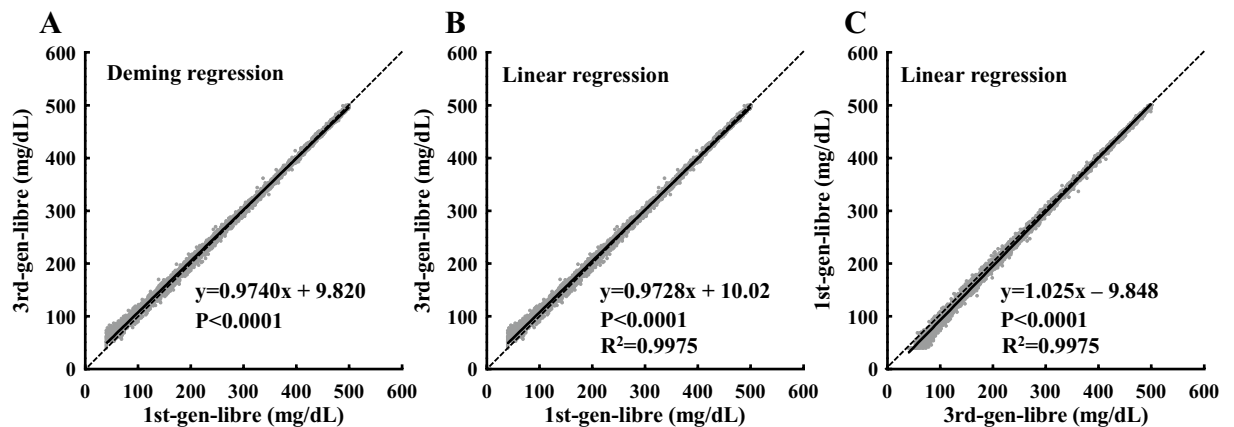 A
Deming regression
600
500
400
300
200
100
0
3rd-gen-libre (mg/dL)
y=0.9740x + 9.820
P<0.0001
0 100 200 300 400 500 600
1st-gen-libre (mg/dL)
B
Linear regression
600
500
400
300
200
100
0
3rd-gen-libre (mg/dL)
y=0.9728x + 10.02
P<0.0001
R²=0.9975
0 100 200 300 400 500 600
1st-gen-libre (mg/dL)
C
Linear regression
600
500
400
300
200
100
0
1st-gen-libre (mg/dL)
y=1.025x – 9.848
P<0.0001
R²=0.9975
0 100 200 300 400 500 600
3rd-gen-libre (mg/dL)